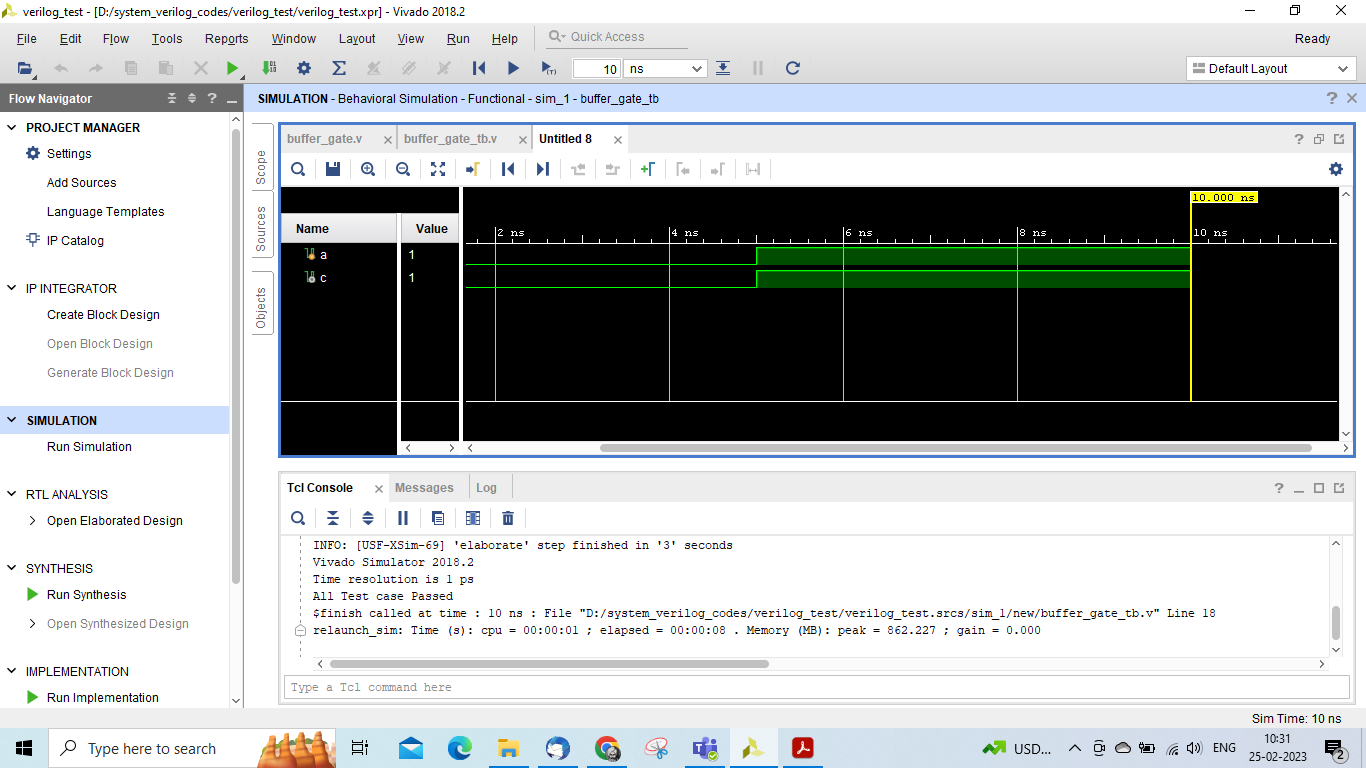 verilog_test - [D:/system_verilog_codes/verilog_test/verilog_test.xpr] - Vivado 2018.2
File Edit Flow Tools Reports Window Layout View Run Help Quick Access Ready
10 ns Default Layout
Flow Navigator
SIMULATION - Behavioral Simulation - Functional - sim_1 - buffer_gate_tb
PROJECT MANAGER
Settings
Add Sources
Language Templates
IP Catalog
IP INTEGRATOR
Create Block Design
Open Block Design
Generate Block Design
SIMULATION
Run Simulation
RTL ANALYSIS
Open Elaborated Design
SYNTHESIS
Run Synthesis
Open Synthesized Design
IMPLEMENTATION
Run Implementation
Scope
Sources
Objects
buffer_gate.v buffer_gate_tb.v Untitled 8
10.000 ns
Name Value
2 ns 4 ns 6 ns 8 ns 10 ns
a 1
c 1
Tcl Console Messages Log
INFO: [USF-XSim-69] 'elaborate' step finished in '3' seconds
Vivado Simulator 2018.2
Time resolution is 1 ps
All Test case Passed
$finish called at time : 10 ns : File "D:/system_verilog_codes/verilog_test/verilog_test.srcs/sim_1/new/buffer_gate_tb.v" Line 18
relaunch_sim: Time (s): cpu = 00:00:01 ; elapsed = 00:00:08 . Memory (MB): peak = 862.227 ; gain = 0.000
Type a Tcl command here
Sim Time: 10 ns
Type here to search
USD...
ENG
10:31
25-02-2023
2